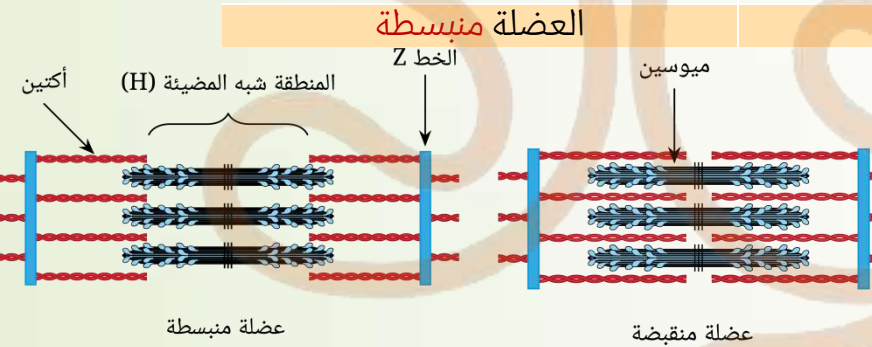 العضلة منبسطة
الخط Z
ميوسين
المنطقة شبه المضيئة (H)
أكتين
عضلة منبسطة
عضلة منقبضة